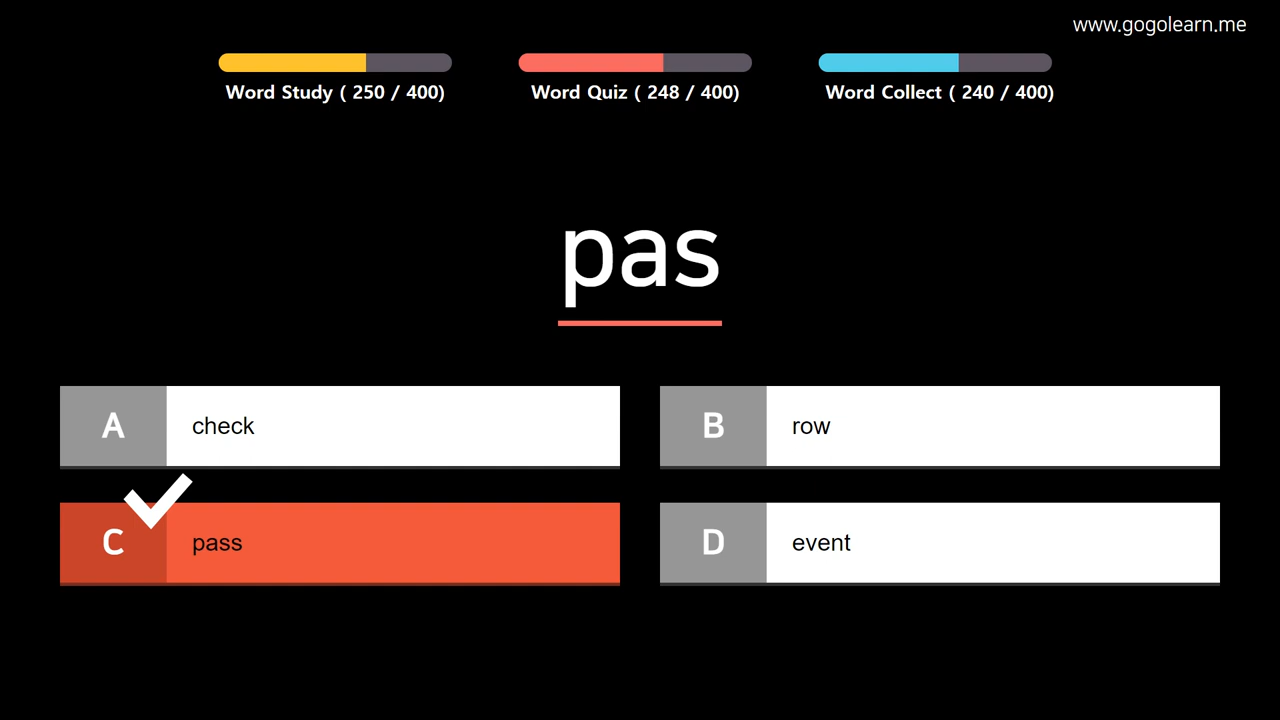 www.gogolearn.me
Word Study ( 250 / 400)
Word Quiz ( 248 / 400)
Word Collect ( 240 / 400)
pas
A check
B row
C pass
D event